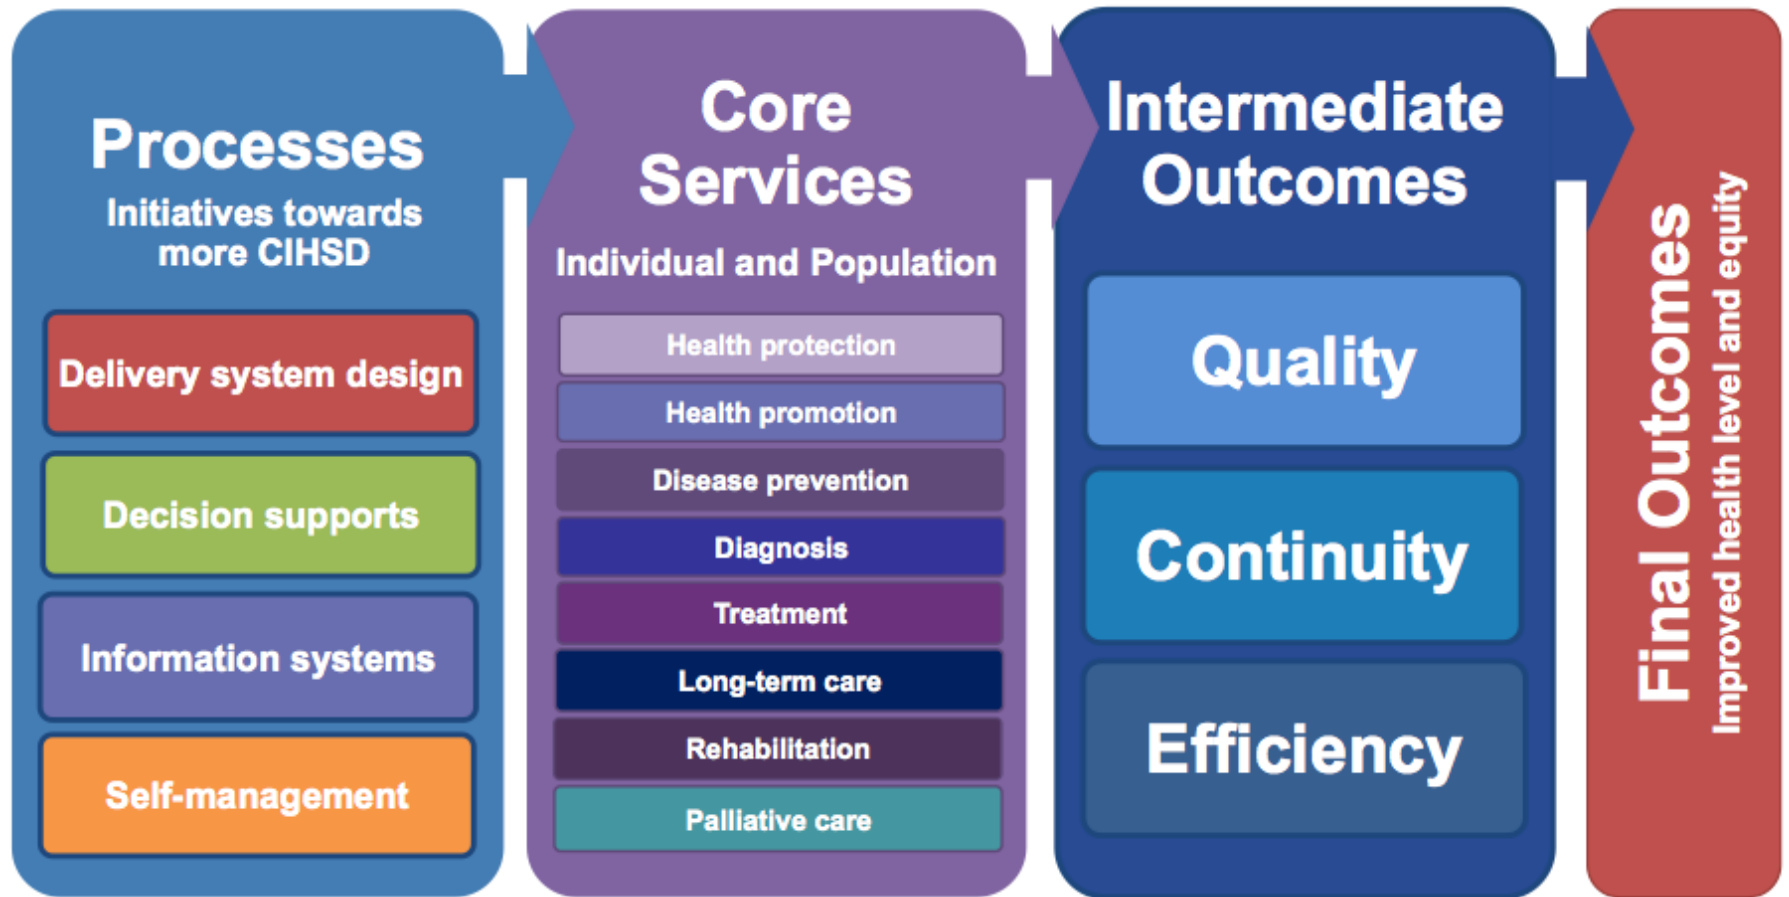 Processes
Initiatives towards
more CIHSD
Delivery system design
Decision supports
Information systems
Self-management
Core
Services
Individual and Population
Health protection
Health promotion
Disease prevention
Diagnosis
Treatment
Long-term care
Rehabilitation
Palliative care
Intermediate
Outcomes
Quality
Continuity
Efficiency
Final Outcomes
Improved health level and equity